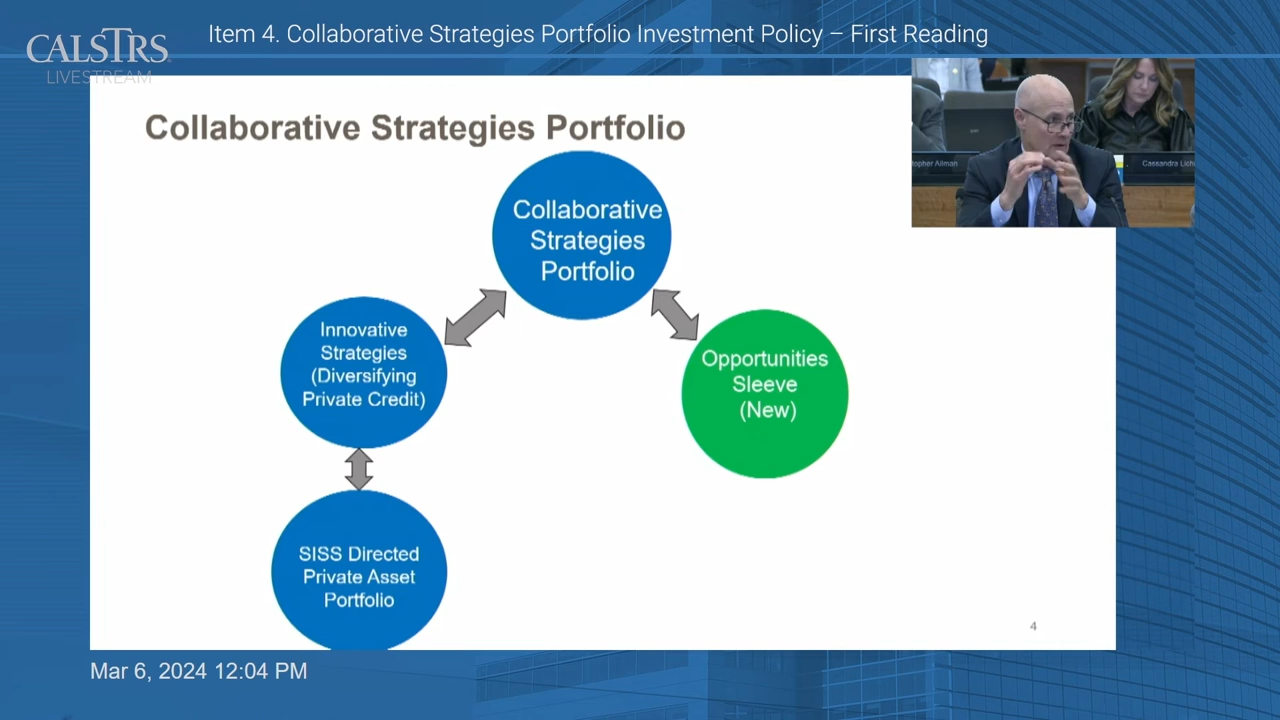 Item 4. Collaborative Strategies Portfolio Investment Policy – First Reading
CALSTRS
LIVESTREAM
Collaborative Strategies Portfolio
Collaborative
Strategies
Portfolio
Innovative
Strategies
(Diversifying
Private Credit)
Opportunities
Sleeve
(New)
SISS Directed
Private Asset
Portfolio
4
topher Ailman
Cassandra Lich
Mar 6, 2024 12:04 PM